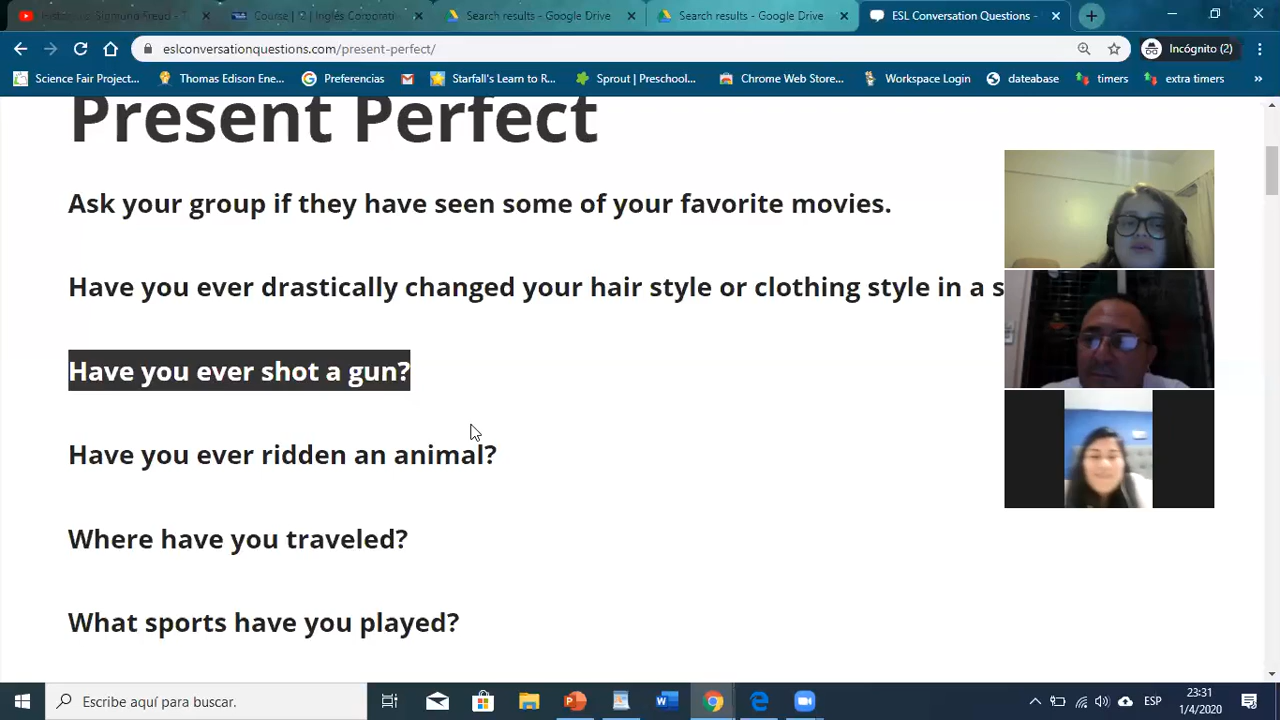 Historia de Sigmund Freud - T
Course | Inglés Corporati
Search results - Google Drive
Search results - Google Drive
ESL Conversation Questions -
eslconversationquestions.com/present-perfect/
Incógnito (2)
Science Fair Project...
Thomas Edison Ene...
Preferencias
Starfall's Learn to R...
Sprout | Preschool...
Chrome Web Store...
Workspace Login
dateabase
timers
extra timers
»
Present Perfect
Ask your group if they have seen some of your favorite movies.
Have you ever drastically changed your hair style or clothing style in a s
Have you ever shot a gun?
Have you ever ridden an animal?
Where have you traveled?
What sports have you played?
Escribe aquí para buscar.
ESP
23:31
1/4/2020